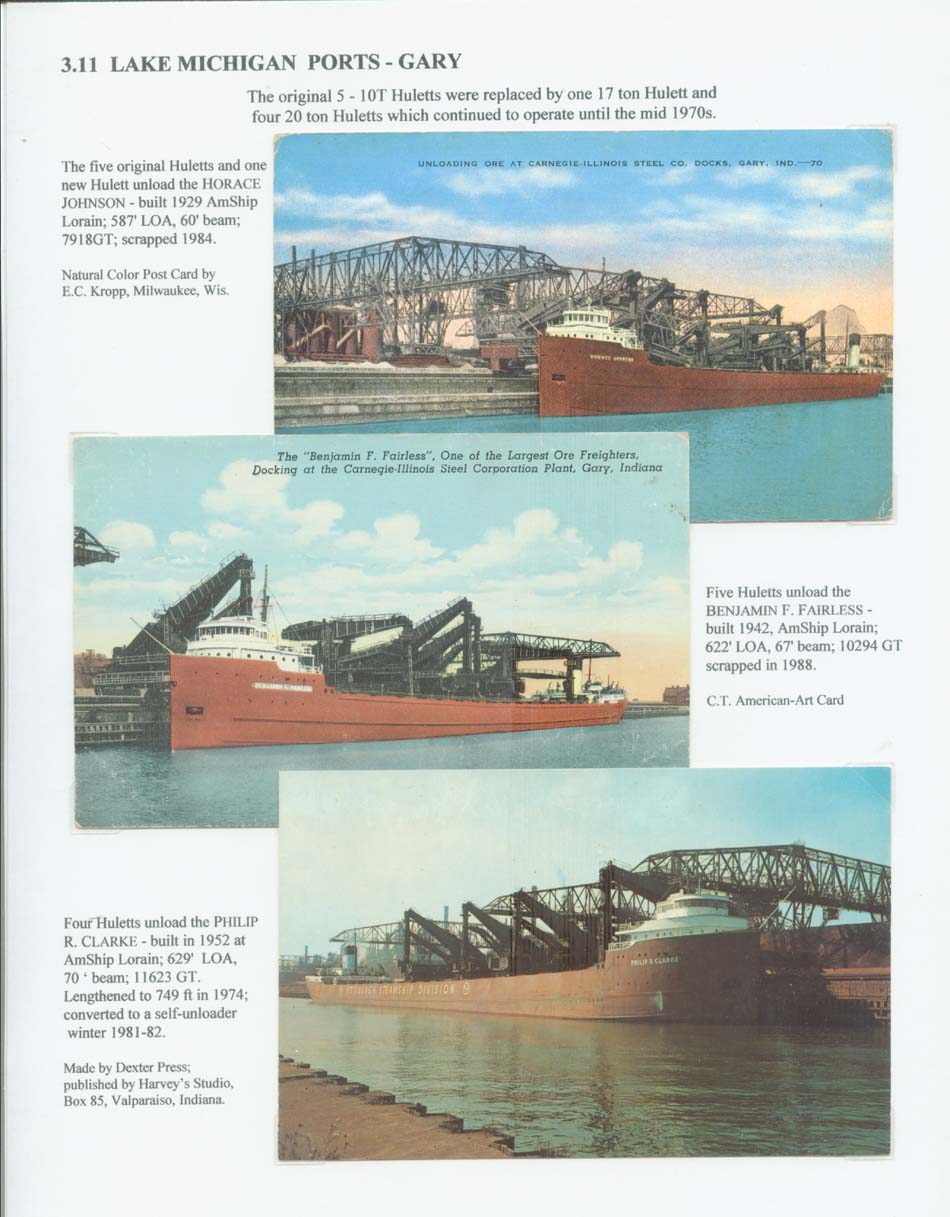 3.11 LAKE MICHIGAN PORTS - GARY
The original 5 - 10T Huletts were replaced by one 17 ton Hulett and
four 20 ton Huletts which continued to operate until the mid 1970s.
The five original Huletts and one
new Hulett unload the HORACE
JOHNSON - built 1929 AmShip
Lorain; 587' LOA, 60' beam;
7918GT; scrapped 1984.
Natural Color Post Card by
E.C. Kropp, Milwaukee, Wis.
UNLOADING ORE AT CARNEGIE-ILLINOIS STEEL CO. DOCKS, GARY, IND.—70
HORACE JOHNSON
The "Benjamin F. Fairless", One of the Largest Ore Freighters,
Docking at the Carnegie-Illinois Steel Corporation Plant, Gary, Indiana
BENJAMIN F. FAIRLESS
Five Huletts unload the
BENJAMIN F. FAIRLESS -
built 1942, AmShip Lorain;
622' LOA, 67' beam; 10294 GT
scrapped in 1988.
C.T. American-Art Card
Four Huletts unload the PHILIP
R. CLARKE - built in 1952 at
AmShip Lorain; 629' LOA,
70 ‘ beam; 11623 GT.
Lengthened to 749 ft in 1974;
converted to a self-unloader
winter 1981-82.
Made by Dexter Press;
published by Harvey's Studio,
Box 85, Valparaiso, Indiana.
PHILIP R. CLARKE
PITTSBURGH STEAMSHIP DIVISION